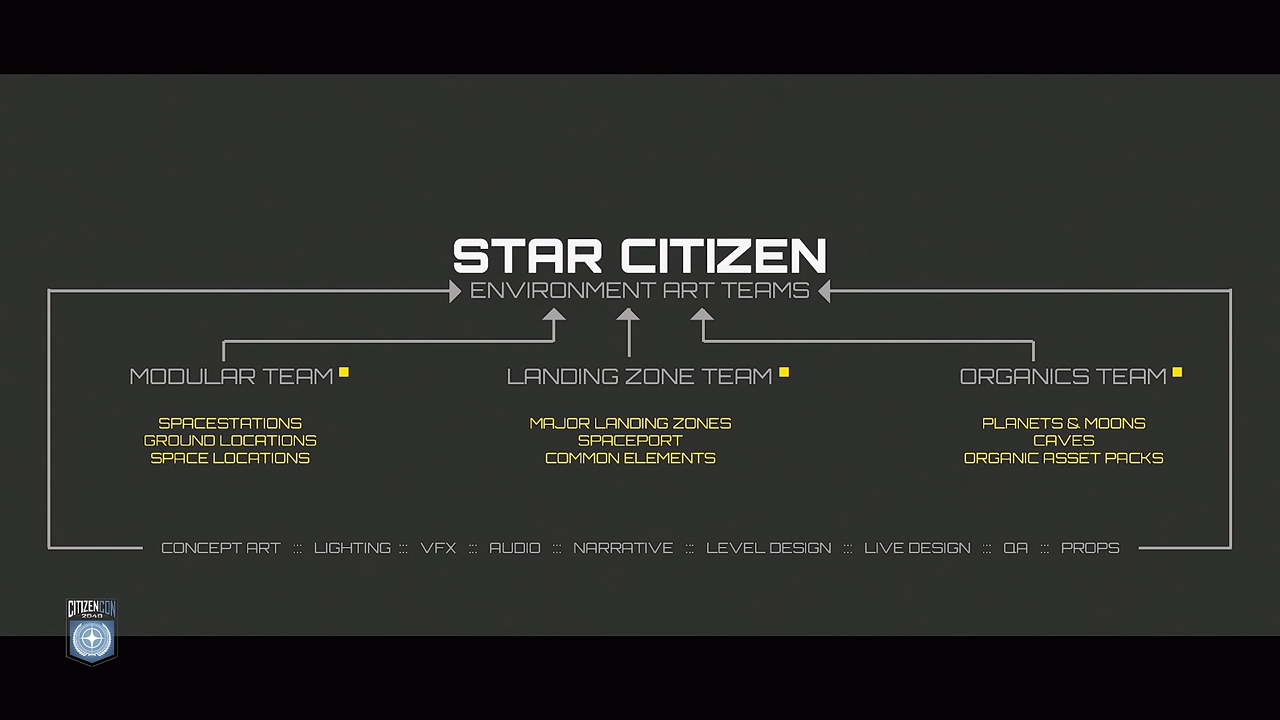 STAR CITIZEN
ENVIRONMENT ART TEAMS
MODULAR TEAM
LANDING ZONE TEAM
ORGANICS TEAM
SPACESTATIONS
GROUND LOCATIONS
SPACE LOCATIONS
MAJOR LANDING ZONES
SPACEPORT
COMMON ELEMENTS
PLANETS & MOONS
CAVES
ORGANIC ASSET PACKS
CONCEPT ART ::: LIGHTING ::: VFX ::: AUDIO ::: NARRATIVE ::: LEVEL DESIGN ::: LIVE DESIGN ::: QA ::: PROPS
CITIZENCON
2949